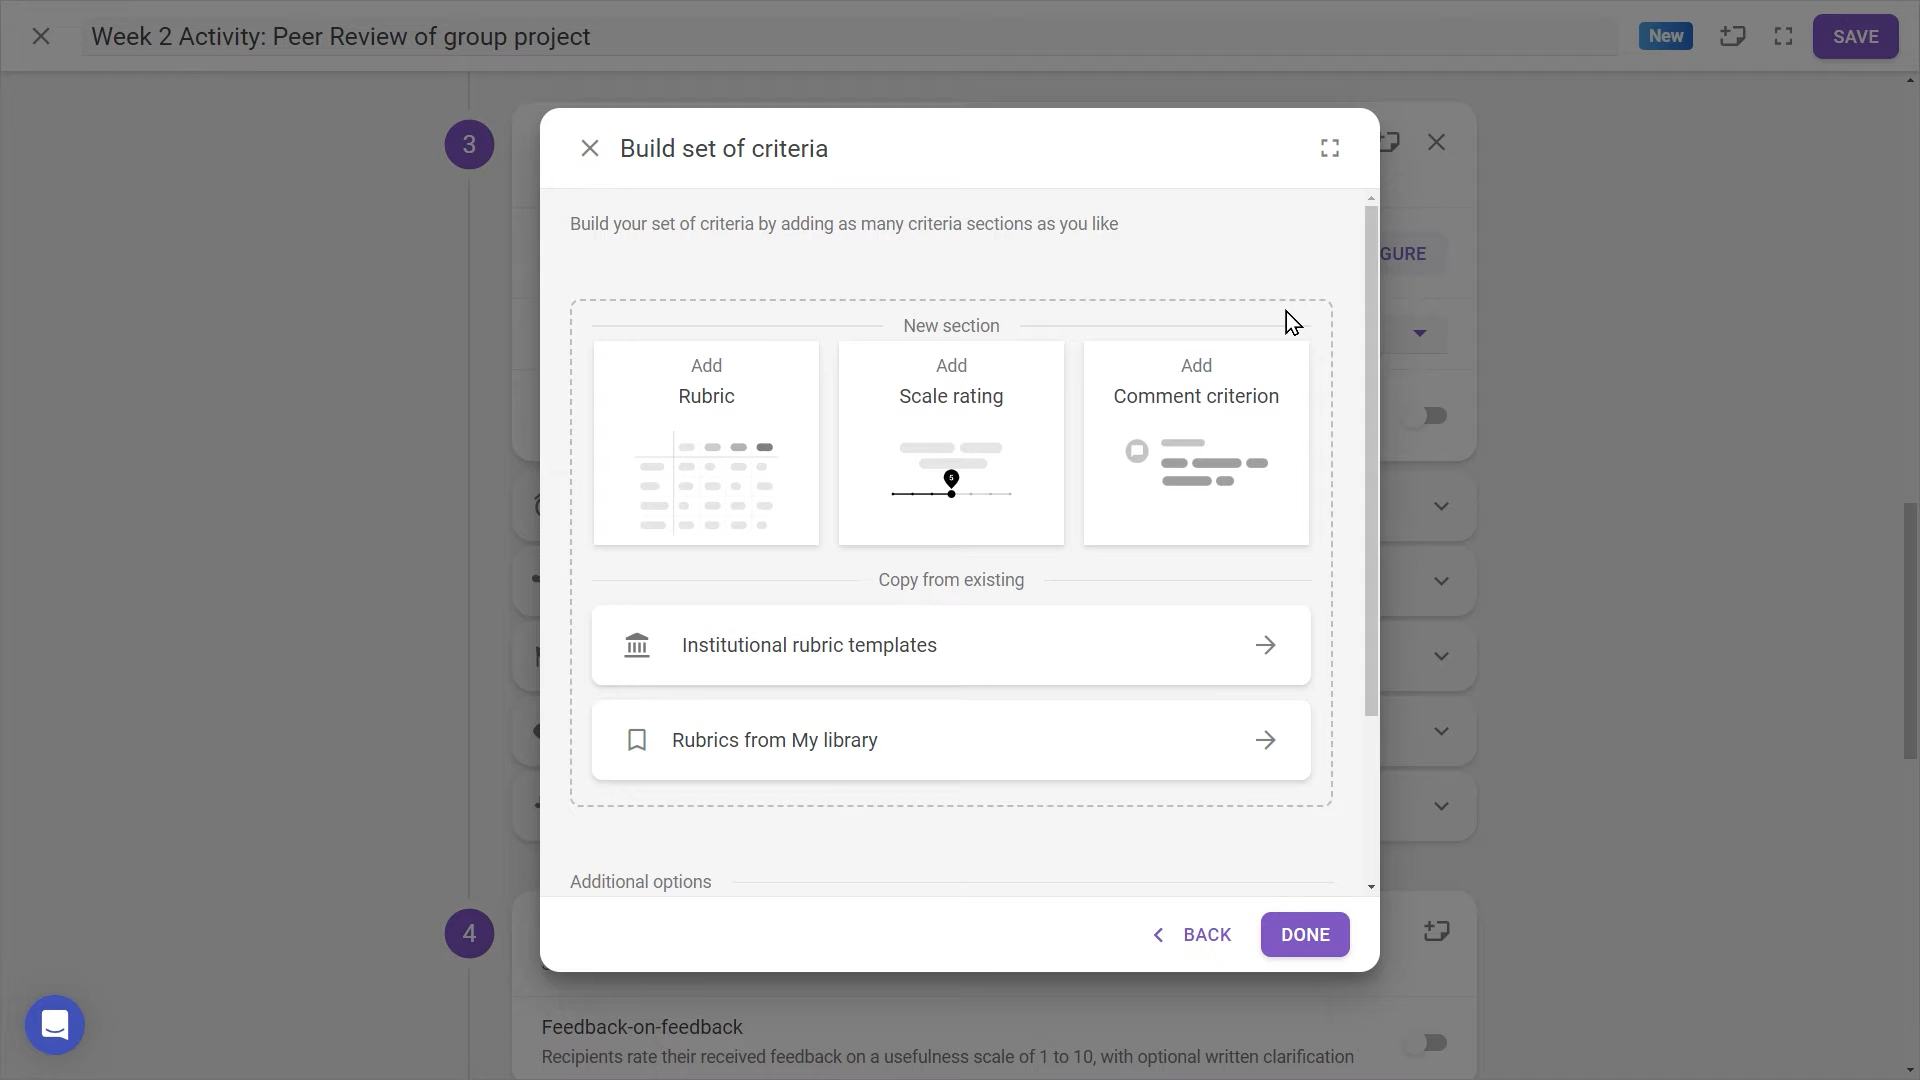 Week 2 Activity: Peer Review of group project
New
SAVE
3
Build set of criteria
Build your set of criteria by adding as many criteria sections as you like
GURE
New section
Add
Rubric
Add
Scale rating
5
Add
Comment criterion
Copy from existing
Institutional rubric templates
Rubrics from My library
Additional options
BACK
DONE
4
Feedback-on-feedback
Recipients rate their received feedback on a usefulness scale of 1 to 10, with optional written clarification